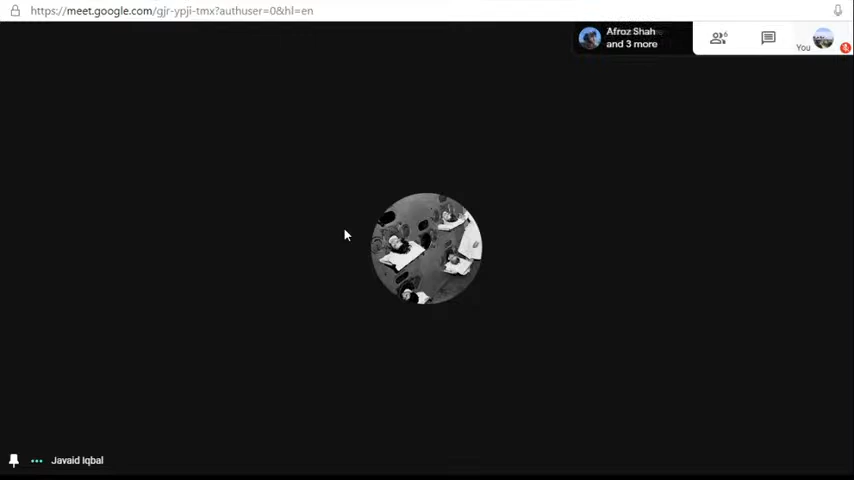 https://meet.google.com/gjr-ypji-tmx?authuser=0&hl=en
Afroz Shah
and 3 more
6
You
Javaid Iqbal